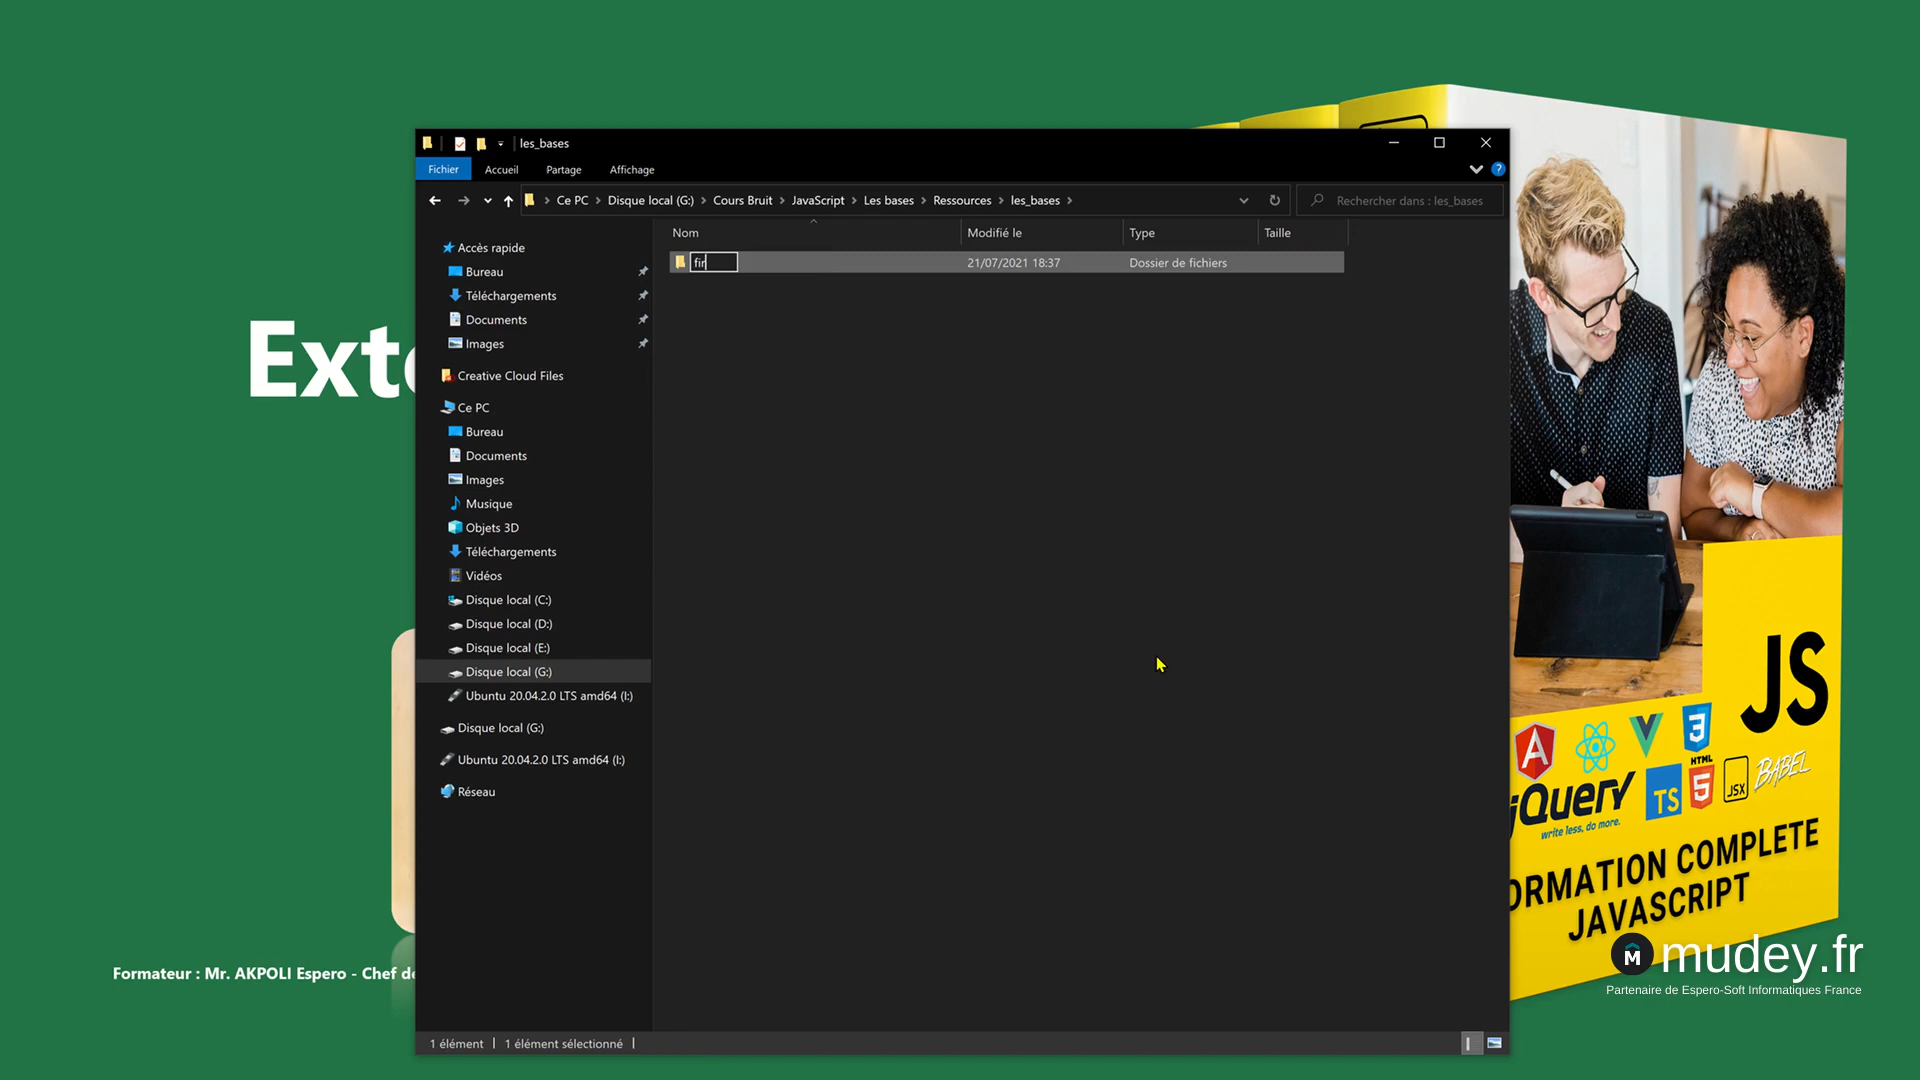 les_bases
Fichier Accueil Partage Affichage
Ce PC > Disque local (G:) > Cours Bruit > JavaScript > Les bases > Ressources > les_bases >
Rechercher dans : les_bases
Nom Modifié le Type Taille
fir 21/07/2021 18:37 Dossier de fichiers
Accès rapide
Bureau
Téléchargements
Documents
Images
Creative Cloud Files
Ce PC
Bureau
Documents
Images
Musique
Objets 3D
Téléchargements
Vidéos
Disque local (C:)
Disque local (D:)
Disque local (E:)
Disque local (G:)
Ubuntu 20.04.2.0 LTS amd64 (I:)
Disque local (G:)
Ubuntu 20.04.2.0 LTS amd64 (I:)
Réseau
1 élément 1 élément sélectionné
Formateur : Mr. AKPOLI Espero - Chef
JS
A
3
HTML
5
jQuery
write less, do more.
TS
JSX
BABEL
FORMATION COMPLETE
JAVASCRIPT
M mudey.fr
Partenaire de Espero-Soft Informatiques France